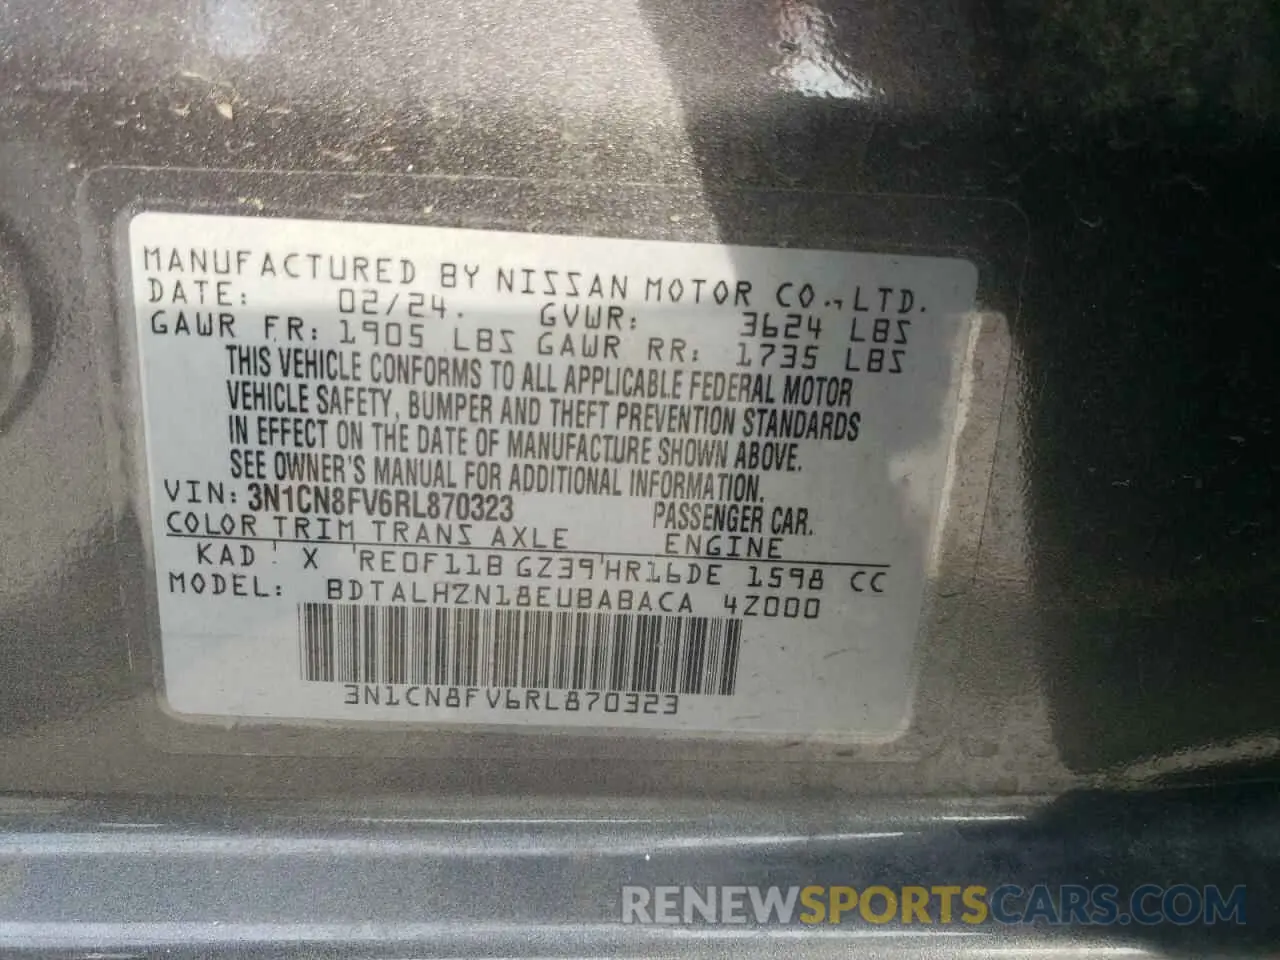 MANUFACTURED BY NISSAN MOTOR CO., LTD.
DATE: 02/24. GVWR: 3624 LBS
GAWR FR: 1905 LBS GAWR RR: 1735 LBS
THIS VEHICLE CONFORMS TO ALL APPLICABLE FEDERAL MOTOR
VEHICLE SAFETY, BUMPER AND THEFT PREVENTION STANDARDS
IN EFFECT ON THE DATE OF MANUFACTURE SHOWN ABOVE.
SEE OWNER'S MANUAL FOR ADDITIONAL INFORMATION.
VIN: 3N1CN8FV6RL870323 PASSENGER CAR.
COLOR TRIM TRANS AXLE ENGINE
KAD X RE0F11B GZ39 HR16DE 1598 CC
MODEL: BDTALHZN18EUBABACA 4Z000
3N1CN8FV6RL870323
RENEWSPORTSCARS.COM